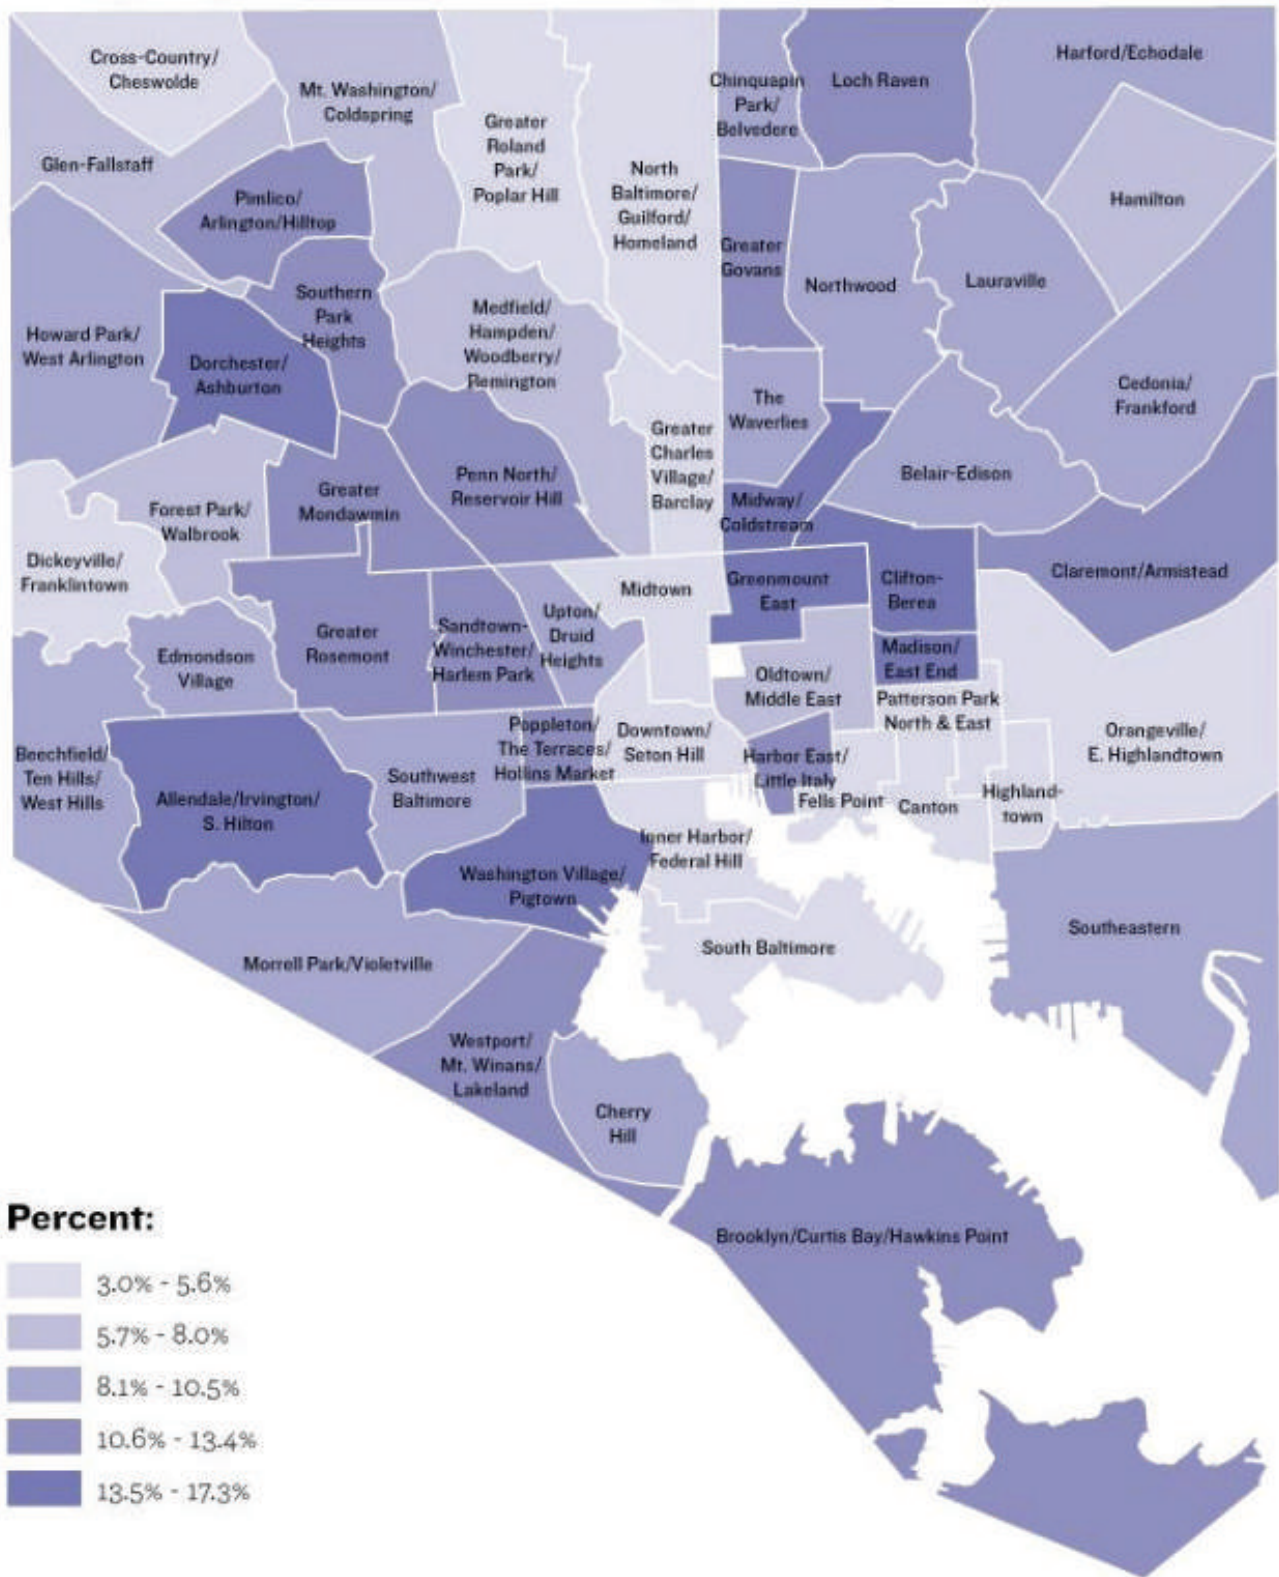 Cross-Country/
Cheswolde
Mt. Washington/
Coldspring
Greater
Roland
Park/
Poplar Hill
North
Baltimore/
Guilford/
Homeland
Chinquapin
Park/
Belvedere
Loch Raven
Harford/Echodale
Glen-Fallstaff
Pimlico/
Arlington/Hilltop
Hamilton
Greater
Govans
Northwood
Lauraville
Howard Park/
West Arlington
Dorchester/
Ashburton
Southern
Park
Heights
Medfield/
Hampden/
Woodberry/
Remington
The
Waverlies
Cedonia/
Frankford
Greater
Charles
Village/
Barclay
Belair-Edison
Forest Park/
Walbrook
Greater
Mondawmin
Penn North/
Reservoir Hill
Midway/
Coldstream
Dickeyville/
Franklintown
Midtown
Greenmount
East
Clifton-
Berea
Claremont/Armistead
Edmondson
Village
Greater
Rosemont
Sandtown-
Winchester/
Harlem Park
Upton/
Druid
Heights
Oldtown/
Middle East
Madison/
East End
Patterson Park
North & East
Orangeville/
E. Highlandtown
Beechfield/
Ten Hills/
West Hills
Allendale/Irvington/
S. Hilton
Southwest
Baltimore
Poppleton/
The Terraces/
Hollins Market
Downtown/
Seton Hill
Harbor East/
Little Italy
Fells Point
Canton
Highland-
town
Washington Village/
Pigtown
Inner Harbor/
Federal Hill
Southeastern
Morrell Park/Violetville
South Baltimore
Westport/
Mt. Winans/
Lakeland
Cherry
Hill
Brooklyn/Curtis Bay/Hawkins Point
Percent:
3.0% - 5.6%
5.7% - 8.0%
8.1% - 10.5%
10.6% - 13.4%
13.5% - 17.3%